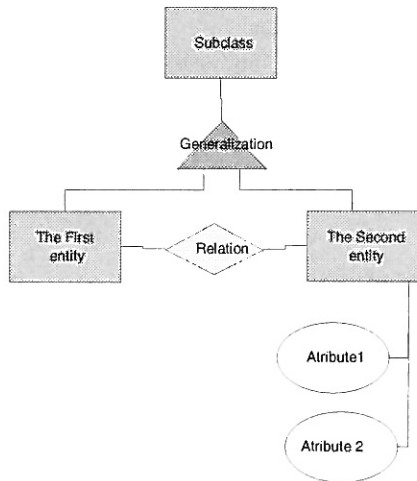 Subclass
Generalization
The First
entity
Relation
The Second
entity
Atribute1
Atribute 2